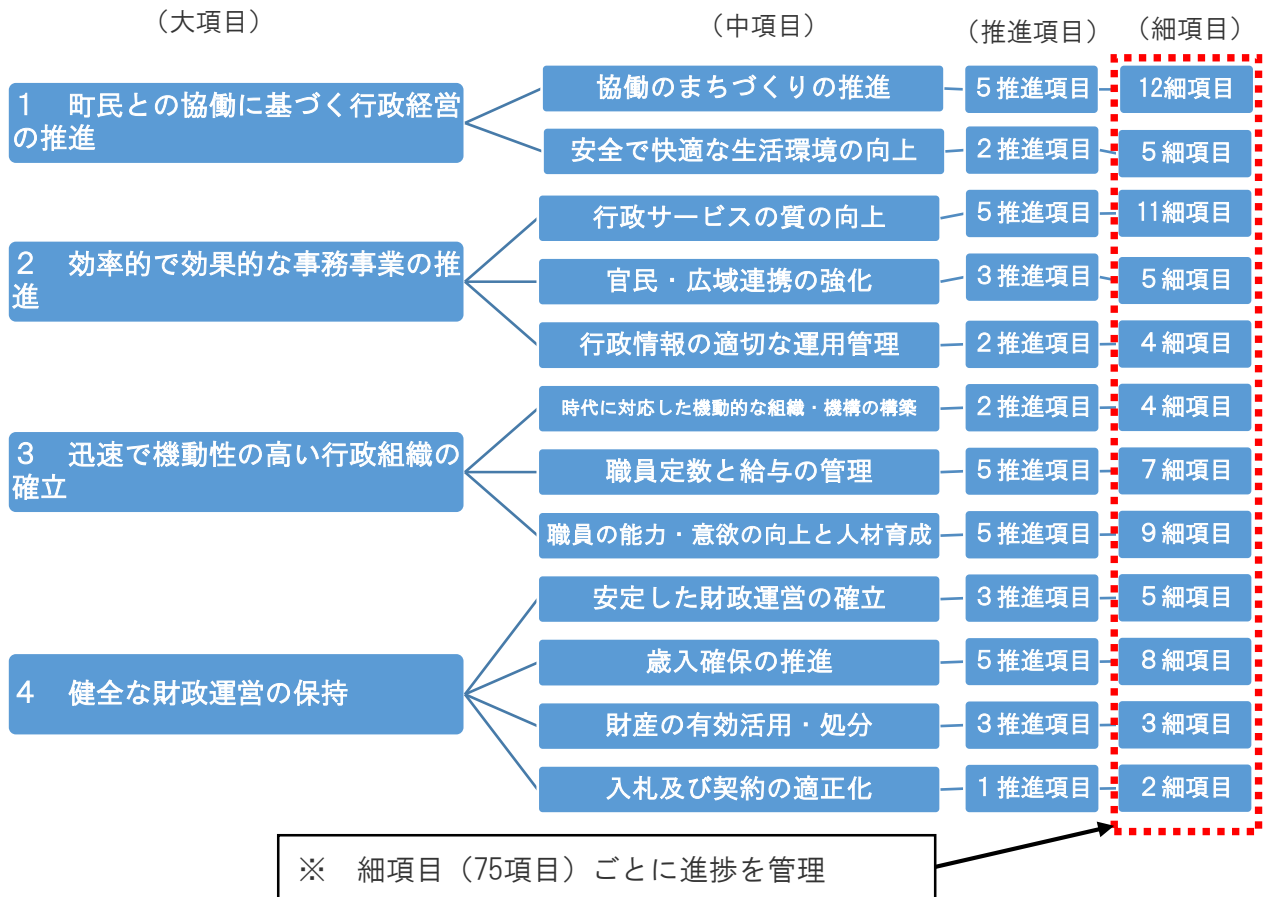 （大項目）
（中項目）
（推進項目）
（細項目）
１　町民との協働に基づく行政経営
の推進
協働のまちづくりの推進
５推進項目
12細項目
安全で快適な生活環境の向上
２推進項目
５細項目
２　効率的で効果的な事務事業の推
進
行政サービスの質の向上
５推進項目
11細項目
官民・広域連携の強化
３推進項目
５細項目
行政情報の適切な運用管理
２推進項目
４細項目
３　迅速で機動性の高い行政組織の
確立
時代に対応した機動的な組織・機構の構築
２推進項目
４細項目
職員定数と給与の管理
５推進項目
７細項目
職員の能力・意欲の向上と人材育成
５推進項目
９細項目
４　健全な財政運営の保持
安定した財政運営の確立
３推進項目
５細項目
歳入確保の推進
５推進項目
８細項目
財産の有効活用・処分
３推進項目
３細項目
入札及び契約の適正化
１推進項目
２細項目
※　細項目（75項目）ごとに進捗を管理